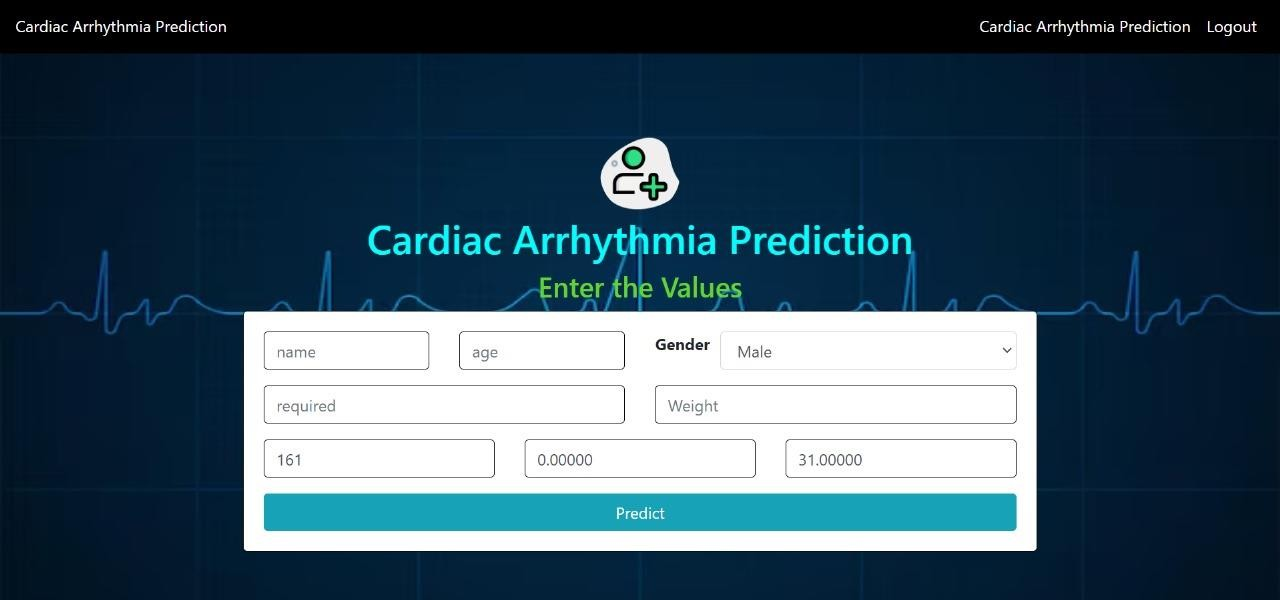 Cardiac Arrhythmia Prediction Cardiac Arrhythmia Prediction Logout
Cardiac Arrhythmia Prediction
Enter the Values
name age Gender Male
required Weight
161 0.00000 31.00000
Predict